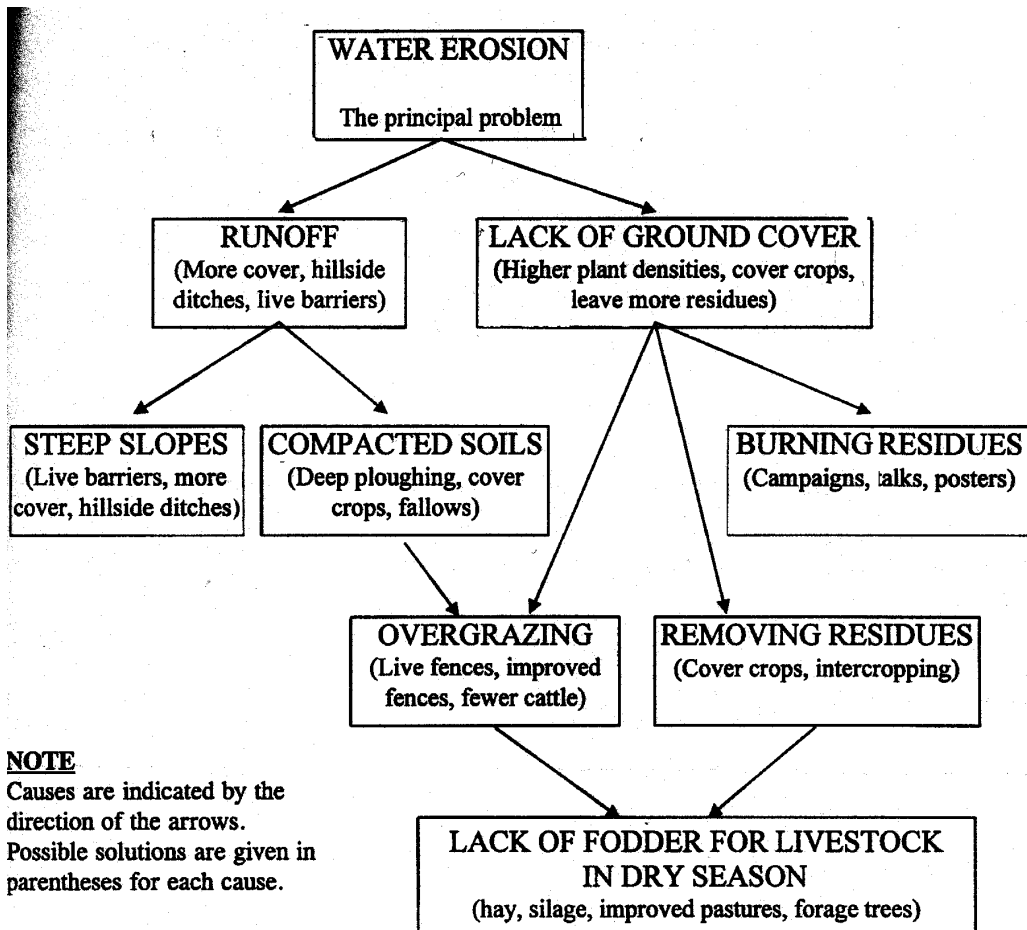 WATER EROSION
The principal problem
RUNOFF
(More cover, hillside
ditches, live barriers)
LACK OF GROUND COVER
(Higher plant densities, cover crops,
leave more residues)
STEEP SLOPES
(Live barriers, more
cover, hillside ditches)
COMPACTED SOILS
(Deep ploughing, cover
crops, fallows)
BURNING RESIDUES
(Campaigns, talks, posters)
OVERGRAZING
(Live fences, improved
fences, fewer cattle)
REMOVING RESIDUES
(Cover crops, intercropping)
NOTE
Causes are indicated by the
direction of the arrows.
Possible solutions are given in
parentheses for each cause.
LACK OF FODDER FOR LIVESTOCK
IN DRY SEASON
(hay, silage, improved pastures, forage trees)